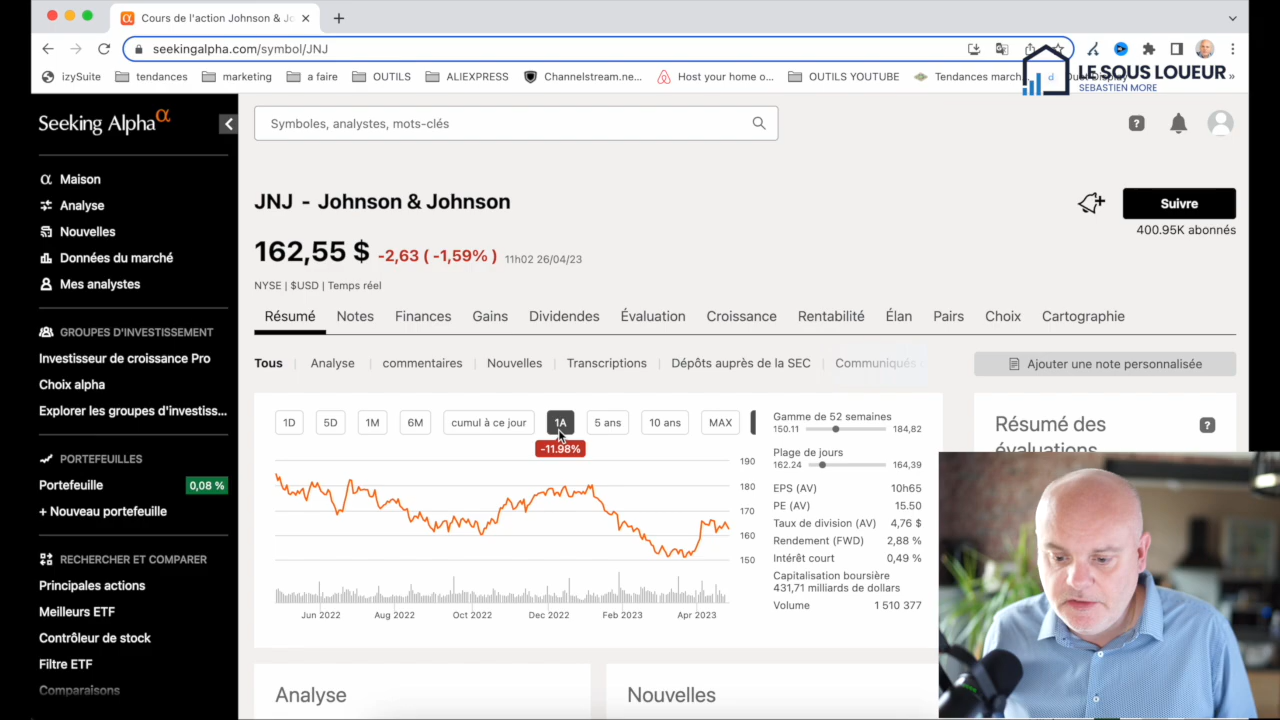 Cours de l'action Johnson & Jo
seekingalpha.com/symbol/JNJ
izySuite
tendances
marketing
a faire
OUTILS
ALIEXPRESS
Channelstream.ne...
Host your home o...
OUTILS YOUTUBE
Tendances march
LE SOUS LOUEUR
SEBASTIEN MORE
Seeking Alpha α
Symboles, analystes, mots-clés
Maison
Analyse
Nouvelles
Données du marché
Mes analystes
GROUPES D'INVESTISSEMENT
Investisseur de croissance Pro
Choix alpha
Explorer les groupes d'investiss...
PORTEFEUILLES
Portefeuille 0,08 %
+ Nouveau portefeuille
RECHERCHER ET COMPARER
Principales actions
Meilleurs ETF
Contrôleur de stock
Filtre ETF
Comparaisons
JNJ - Johnson & Johnson
Suivre
400.95K abonnés
162,55 $ -2,63 ( -1,59% ) 11h02 26/04/23
NYSE | $USD | Temps réel
Résumé Notes Finances Gains Dividendes Évaluation Croissance Rentabilité Élan Pairs Choix Cartographie
Tous | Analyse | commentaires | Nouvelles | Transcriptions | Dépôts auprès de la SEC | Communiqués
Ajouter une note personnalisée
1D 5D 1M 6M cumul à ce jour 1A 5 ans 10 ans MAX
-11.98%
190
180
170
160
150
Jun 2022 Aug 2022 Oct 2022 Dec 2022 Feb 2023 Apr 2023
Gamme de 52 semaines
150.11 184,82
Plage de jours
162.24 164,39
EPS (AV) 10h65
PE (AV) 15.50
Taux de division (AV) 4,76 $
Rendement (FWD) 2,88 %
Intérêt court 0,49 %
Capitalisation boursière
431,71 milliards de dollars
Volume 1 510 377
Résumé des
évaluations
Analyse
Nouvelles